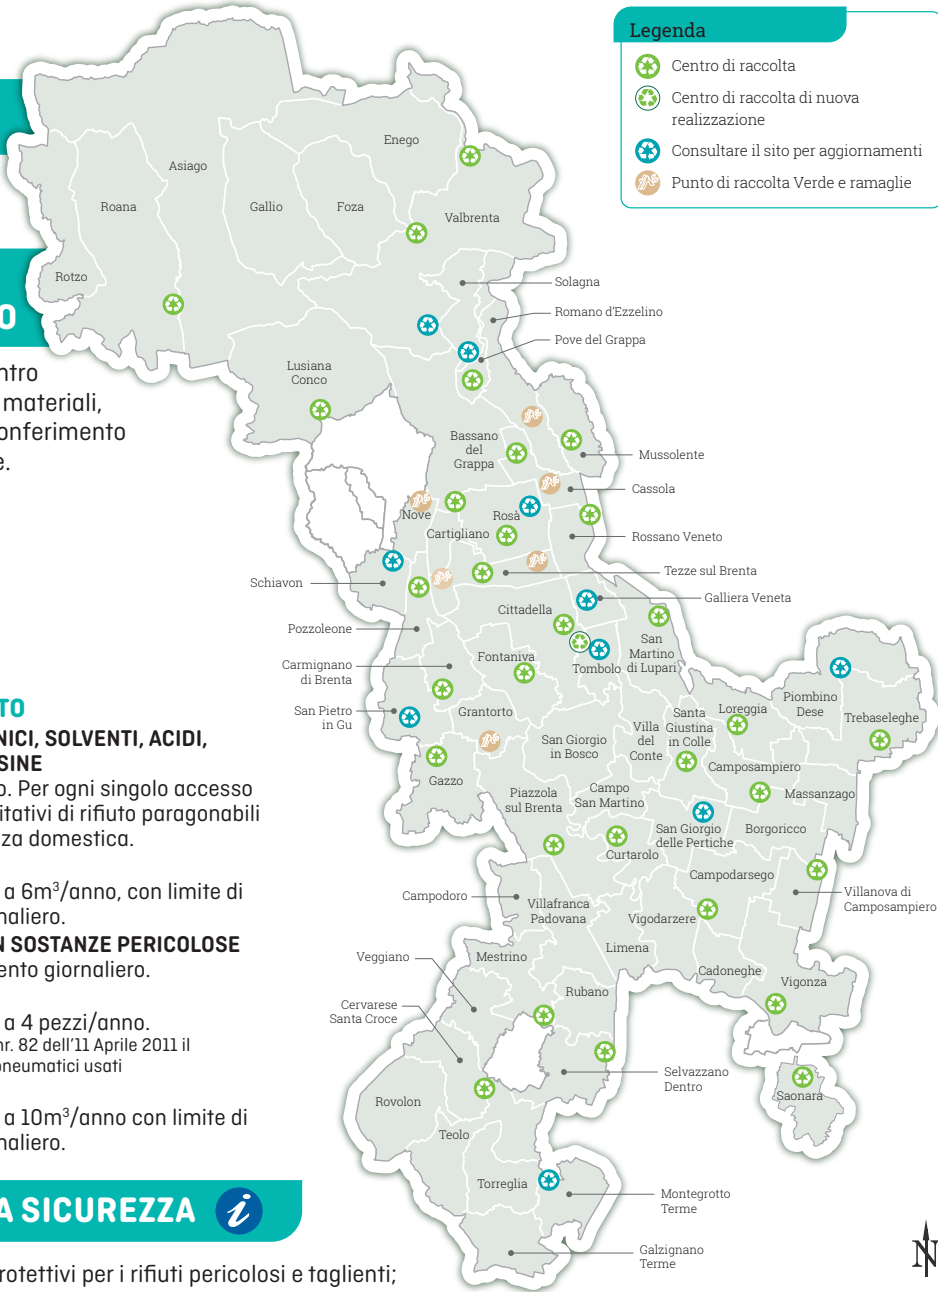 Legenda
Centro di raccolta
Centro di raccolta di nuova
realizzazione
Consultare il sito per aggiornamenti
Punto di raccolta Verde e ramaglie
O
ntro
materiali,
onferimento
e.
TO
NICI, SOLVENTI, ACIDI,
SINE
o. Per ogni singolo accesso
titativi di rifiuto paragonabili
nza domestica.
a 6m³/anno, con limite di
naliero.
N SOSTANZE PERICOLOSE
ento giornaliero.
a 4 pezzi/anno.
nr. 82 dell'11 Aprile 2011 il
pneumatici usati
a 10m³/anno con limite di
naliero.
A SICUREZZA i
rotettivi per i rifiuti pericolosi e taglienti;
Enego
Asiago
Roana
Gallio
Foza
Valbrenta
Rotzo
Solagna
Romano d'Ezzelino
Pove del Grappa
Lusiana
Conco
Bassano
del
Grappa
Mussolente
Cassola
Nove
Rosà
Cartigliano
Rossano Veneto
Tezze sul Brenta
Schiavon
Galliera Veneta
Cittadella
Pozzoleone
San
Martino
di Lupari
Fontaniva
Tombolo
Carmignano
di Brenta
San Pietro
in Gu
Grantorto
Piombino
Dese
Loreggia
Trebaseleghe
Santa
Giustina
in Colle
Villa
del
Conte
San Giorgio
in Bosco
Camposampiero
Gazzo
Piazzola
sul Brenta
Campo
San Martino
Massanzago
San Giorgio
delle Pertiche
Borgoricco
Curtarolo
Campodarsego
Campodoro
Villafranca
Padovana
Vigodarzere
Villanova di
Camposampiero
Limena
Veggiano
Mestrino
Cadoneghe
Vigonza
Rubano
Cervarese
Santa Croce
Selvazzano
Dentro
Rovolon
Saonara
Teolo
Torreglia
Montegrotto
Terme
Galzignano
Terme
N